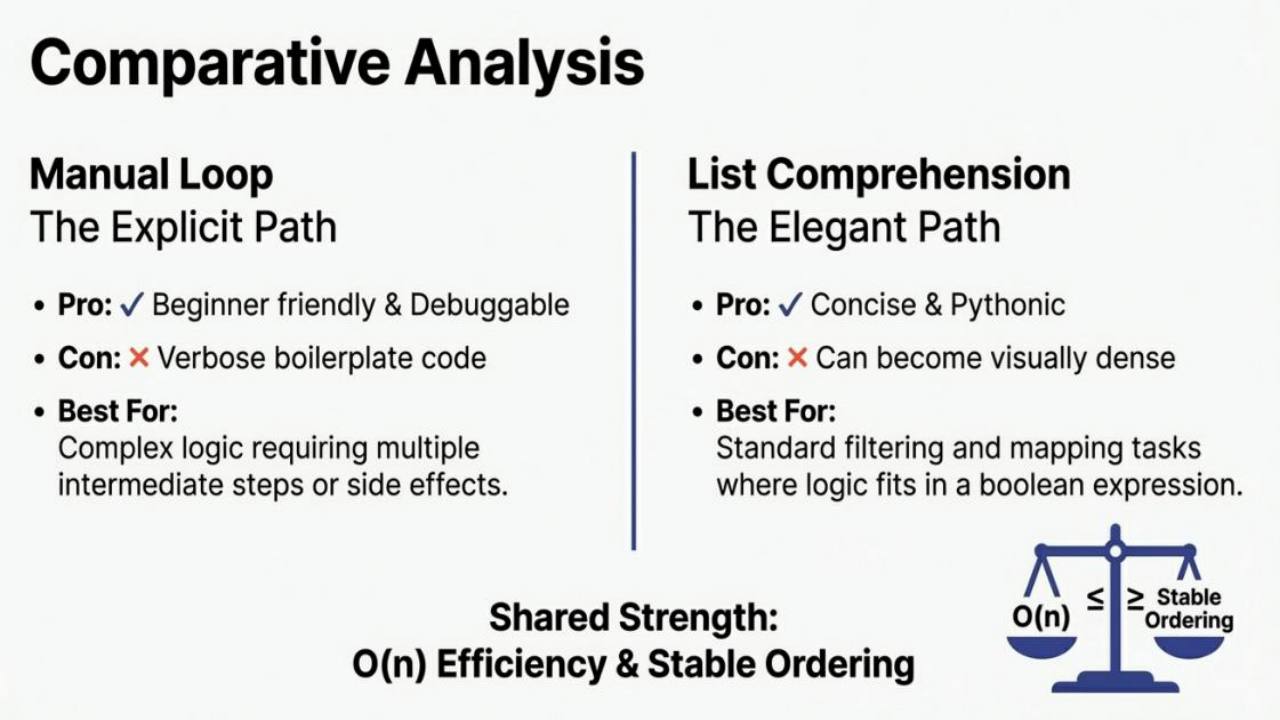 Comparative Analysis
Manual Loop
The Explicit Path
• Pro: ✓ Beginner friendly & Debuggable
• Con: ✕ Verbose boilerplate code
• Best For:
Complex logic requiring multiple
intermediate steps or side effects.
List Comprehension
The Elegant Path
• Pro: ✓ Concise & Pythonic
• Con: ✕ Can become visually dense
• Best For:
Standard filtering and mapping tasks
where logic fits in a boolean expression.
Shared Strength:
O(n) Efficiency & Stable Ordering
O(n) ≤ ≥ Stable
Ordering